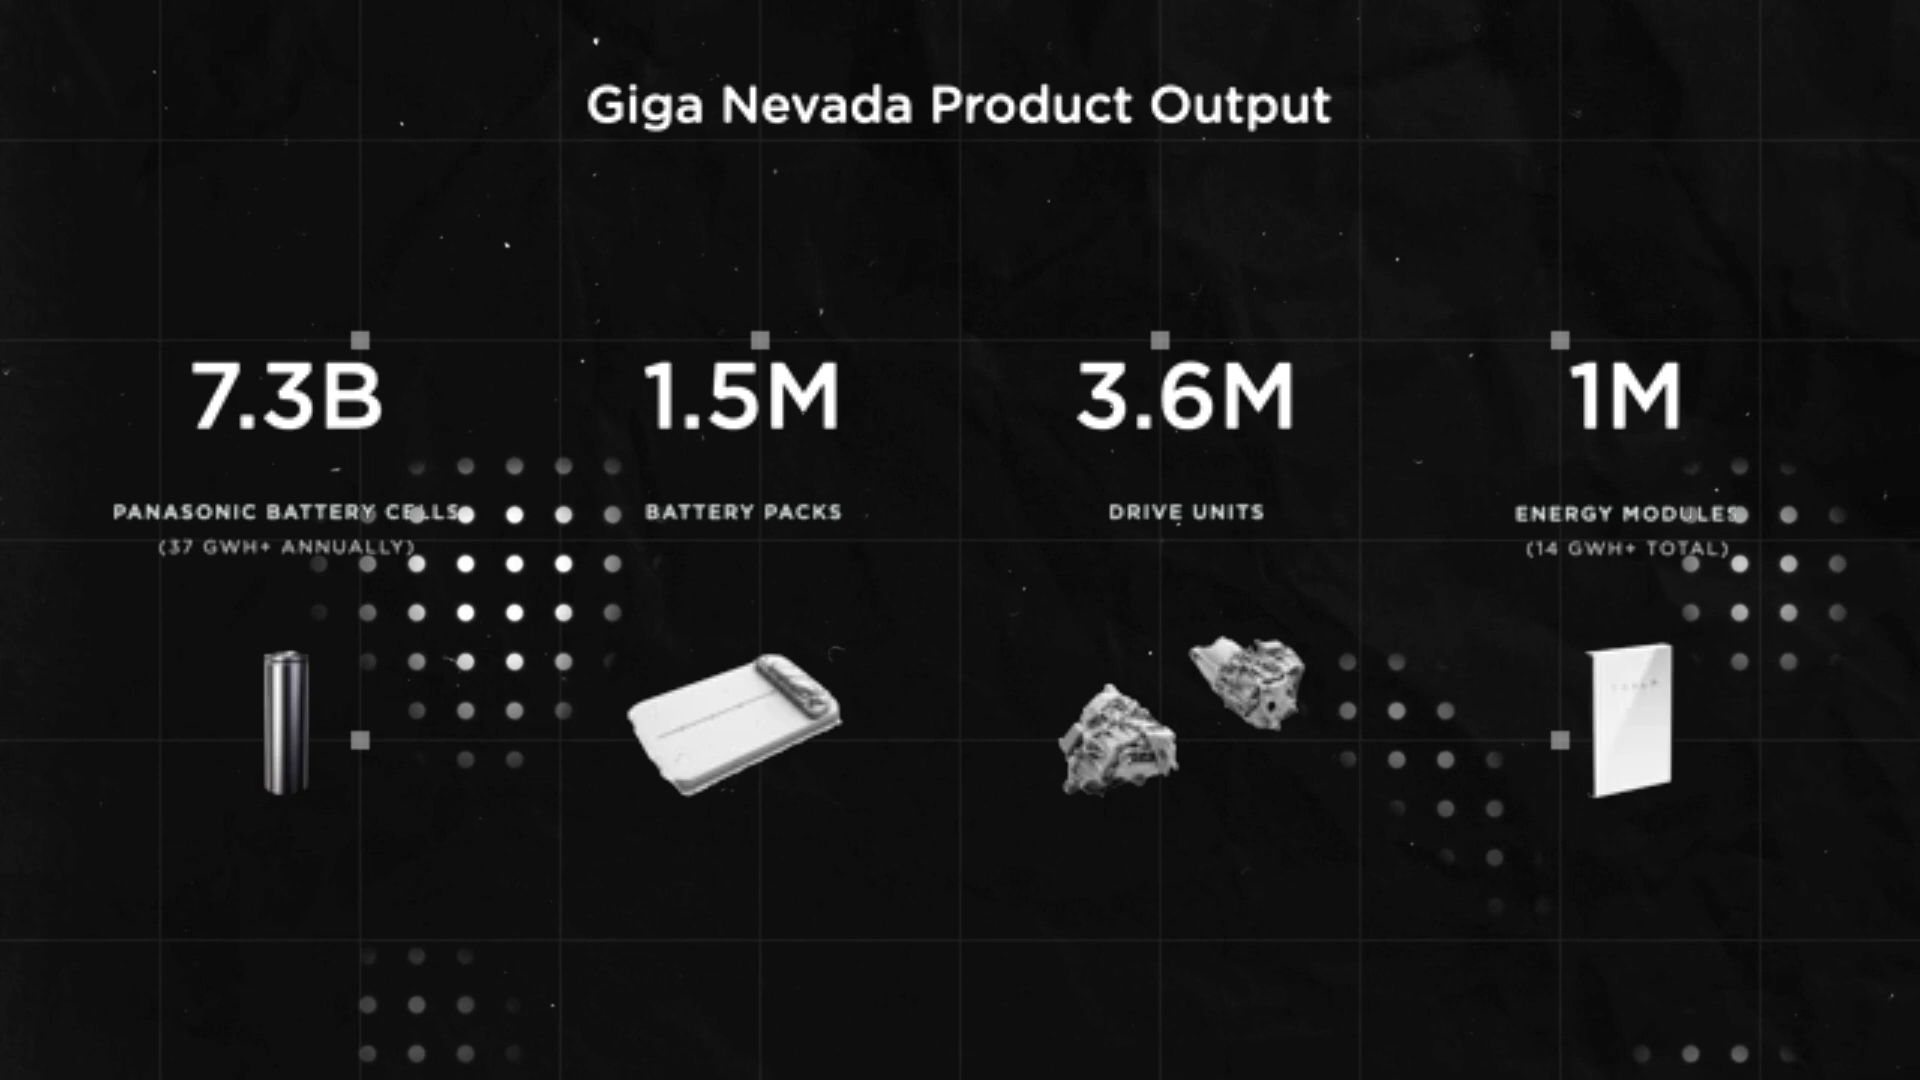 Giga Nevada Product Output
7.3B
PANASONIC BATTERY CELLS
(37 GWH+ ANNUALLY)
1.5M
BATTERY PACKS
3.6M
DRIVE UNITS
1M
ENERGY MODULES
(14 GWH+ TOTAL)